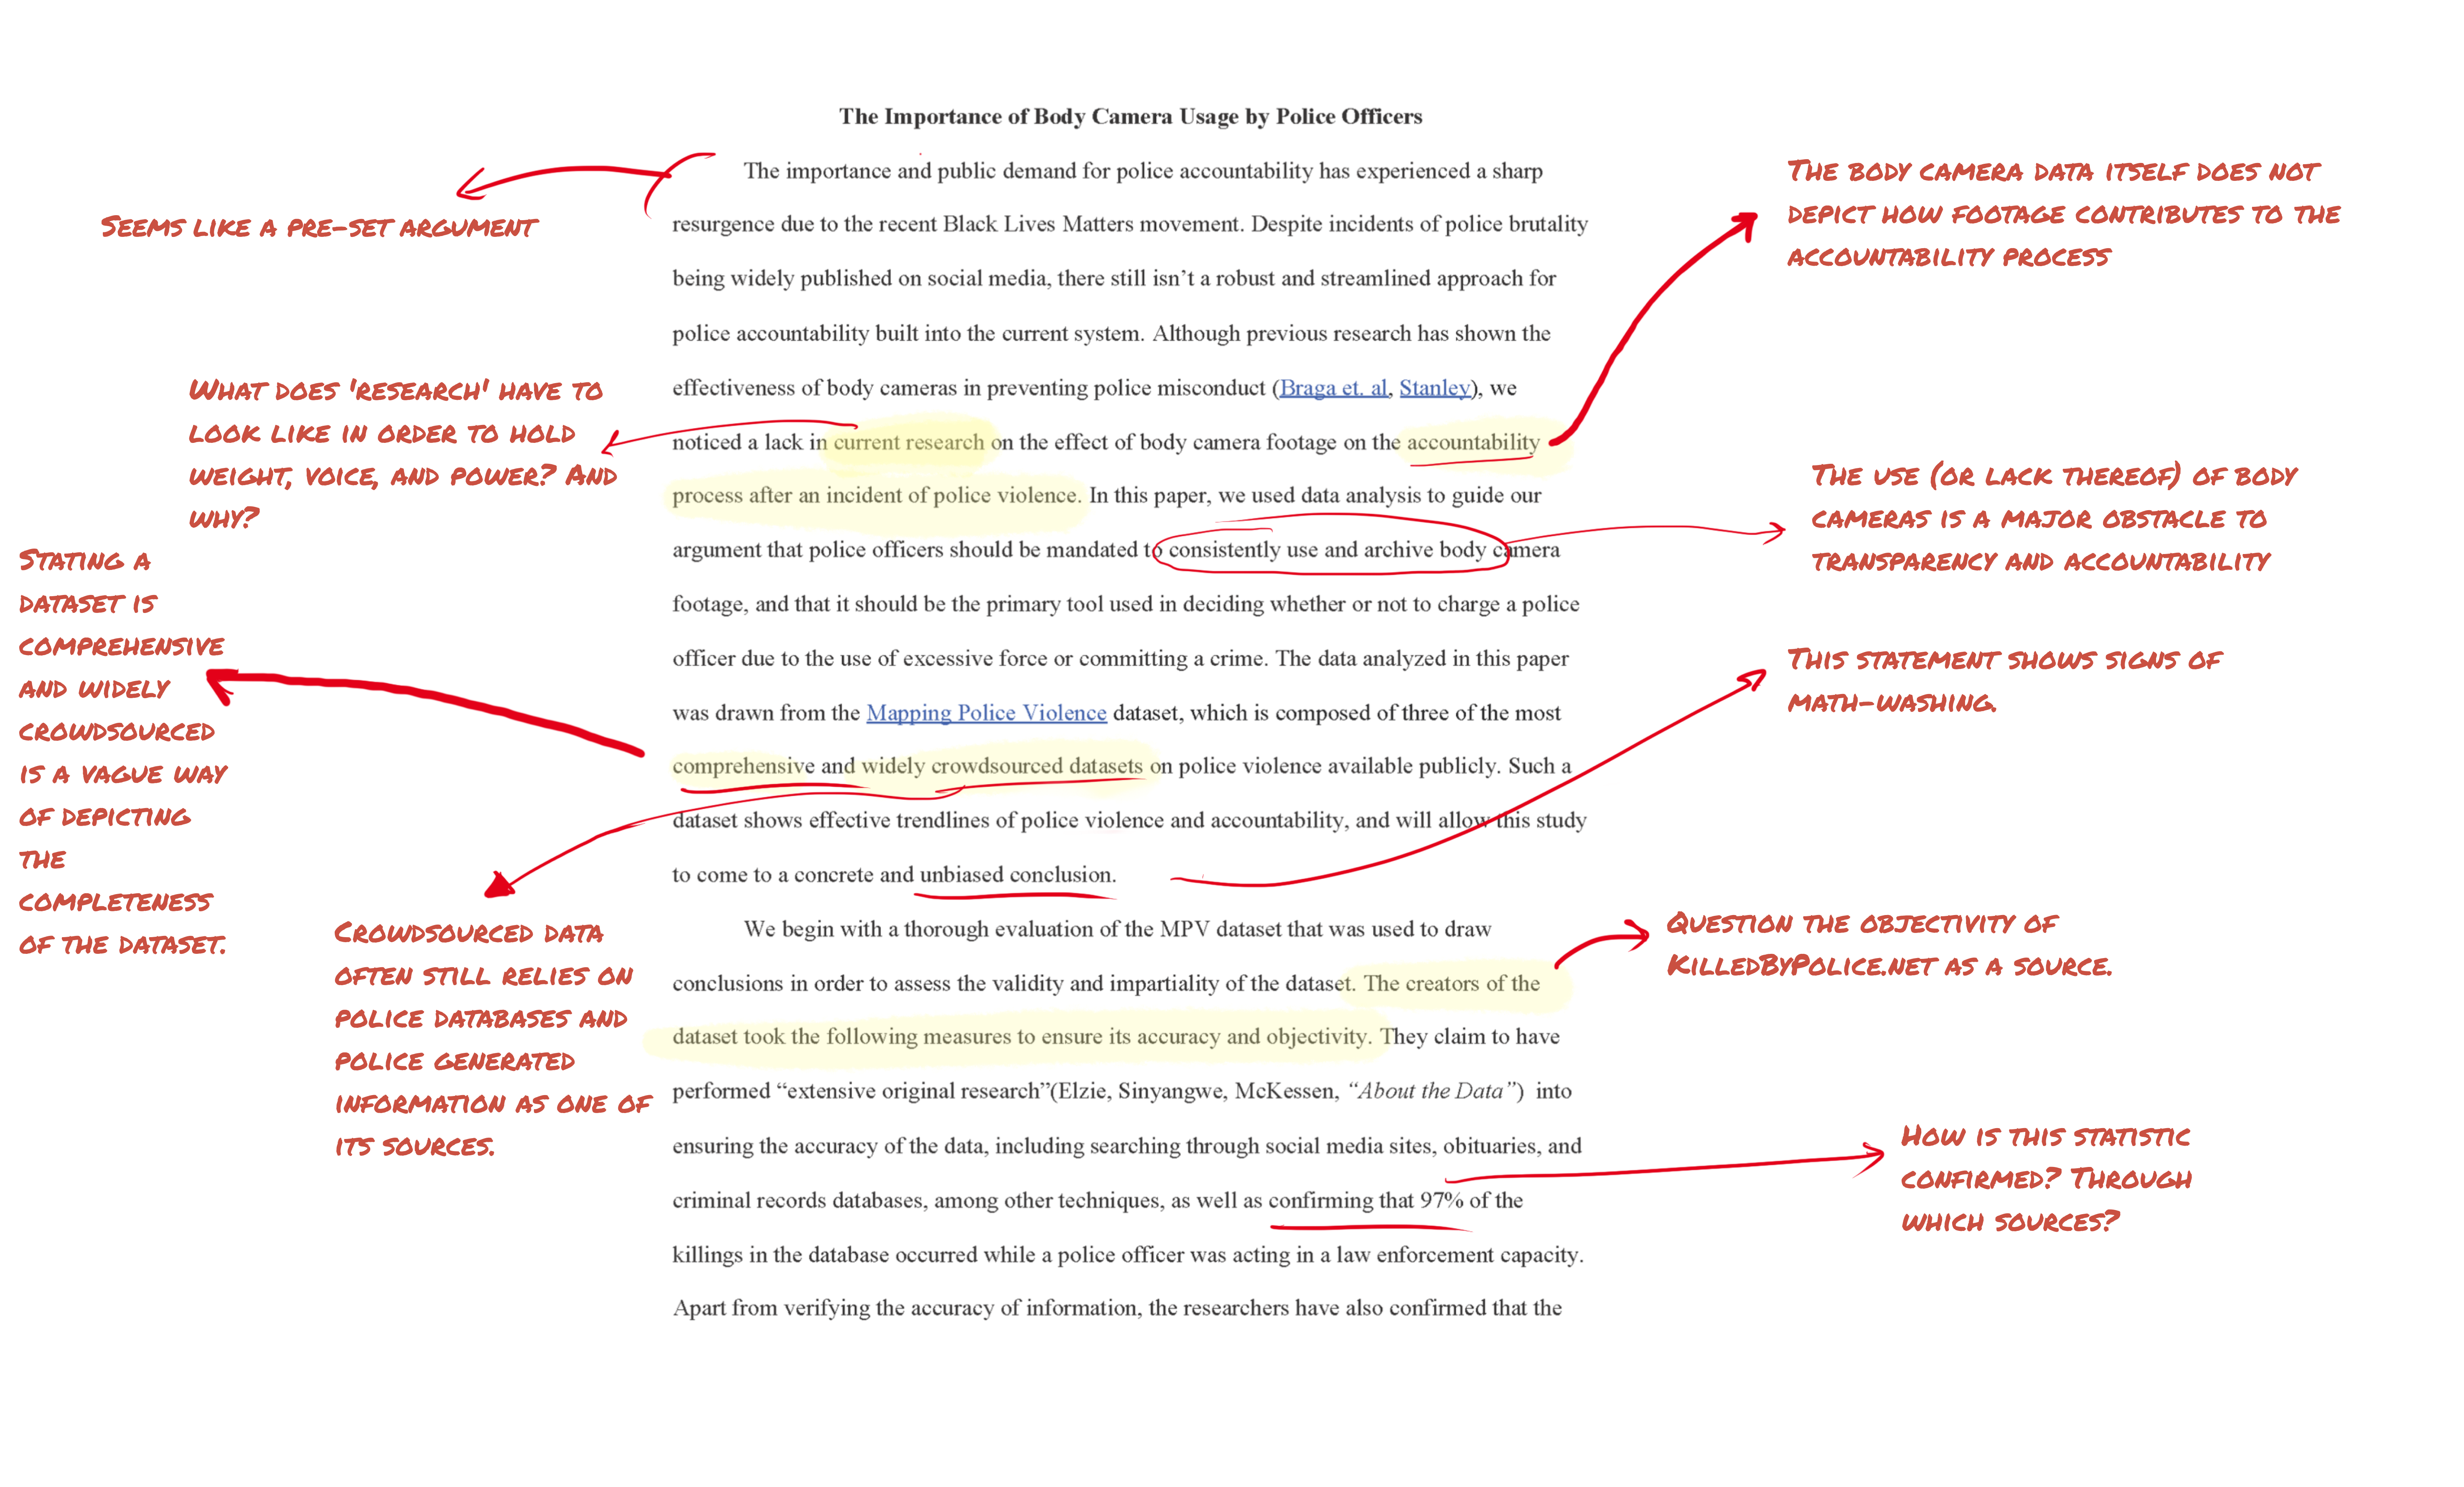 The Importance of Body Camera Usage by Police Officers
The importance and public demand for police accountability has experienced a sharp
resurgence due to the recent Black Lives Matters movement. Despite incidents of police brutality
being widely published on social media, there still isn’t a robust and streamlined approach for
police accountability built into the current system. Although previous research has shown the
effectiveness of body cameras in preventing police misconduct (Braga et. al, Stanley), we
noticed a lack in current research on the effect of body camera footage on the accountability
process after an incident of police violence. In this paper, we used data analysis to guide our
argument that police officers should be mandated to consistently use and archive body camera
footage, and that it should be the primary tool used in deciding whether or not to charge a police
officer due to the use of excessive force or committing a crime. The data analyzed in this paper
was drawn from the Mapping Police Violence dataset, which is composed of three of the most
comprehensive and widely crowdsourced datasets on police violence available publicly. Such a
dataset shows effective trendlines of police violence and accountability, and will allow this study
to come to a concrete and unbiased conclusion.
We begin with a thorough evaluation of the MPV dataset that was used to draw
conclusions in order to assess the validity and impartiality of the dataset. The creators of the
dataset took the following measures to ensure its accuracy and objectivity. They claim to have
performed “extensive original research”(Elzie, Sinyangwe, McKessen, “About the Data”) into
ensuring the accuracy of the data, including searching through social media sites, obituaries, and
criminal records databases, among other techniques, as well as confirming that 97% of the
killings in the database occurred while a police officer was acting in a law enforcement capacity.
Apart from verifying the accuracy of information, the researchers have also confirmed that the
Seems like a pre-set argument
What does 'research' have to
look like in order to hold
weight, voice, and power? And
why?
Stating a
dataset is
comprehensive
and widely
crowdsourced
is a vague way
of depicting
the
completeness
of the dataset.
Crowdsourced data
often still relies on
police databases and
police generated
information as one of
its sources.
The body camera data itself does not
depict how footage contributes to the
accountability process
The use (or lack thereof) of body
cameras is a major obstacle to
transparency and accountability
This statement shows signs of
math-washing.
Question the objectivity of
KilledByPolice.net as a source.
How is this statistic
confirmed? Through
which sources?